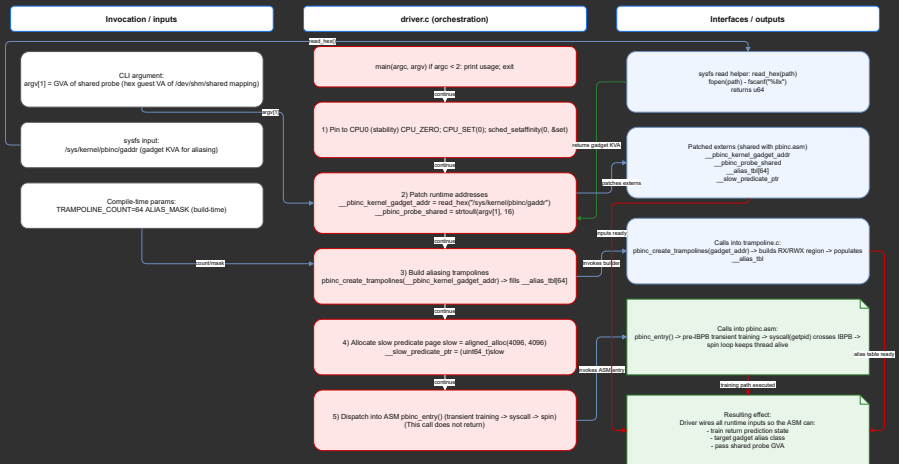 Invocation / inputs
driver.c (orchestration)
Interfaces / outputs
read_hex()
CLI argument:
argv[1] = GVA of shared probe (hex guest VA of /dev/shm/shared mapping)
argv[1]
sysfs input:
/sys/kernel/pbinc/gaddr (gadget KVA for aliasing)
Compile-time params:
TRAMPOLINE_COUNT=64 ALIAS_MASK (build-time)
count/mask
main(argc, argv) if argc < 2: print usage; exit
continue
1) Pin to CPU0 (stability) CPU_ZERO; CPU_SET(0); sched_setaffinity(0, &set)
continue
2) Patch runtime addresses
__pbinc_kernel_gadget_addr = read_hex("/sys/kernel/pbinc/gaddr")
__pbinc_probe_shared = strtoull(argv[1], 16)
continue
3) Build aliasing trampolines
pbinc_create_trampolines(__pbinc_kernel_gadget_addr) -> fills __alias_tbl[64]
continue
4) Allocate slow predicate page slow = aligned_alloc(4096, 4096)
__slow_predicate_ptr = (uint64_t)slow
continue
5) Dispatch into ASM pbinc_entry() (transient training -> syscall -> spin)
(This call does not return)
sysfs read helper: read_hex(path)
fopen(path) - fscanf("%llx")
returns u64
returns gadget KVA
Patched externs (shared with pbinc.asm)
__pbinc_kernel_gadget_addr
__pbinc_probe_shared
__alias_tbl[64]
__slow_predicate_ptr
patches externs
inputs ready
Calls into trampoline.c:
pbinc_create_trampolines(gadget_addr) -> builds RX/RWX region -> populates
__alias_tbl
invokes builder
Calls into pbinc.asm:
pbinc_entry() -> pre-IBPB transient training -> syscall(getpid) crosses IBPB ->
spin loop keeps thread alive
alias table ready
invokes ASM entry
training path executed
Resulting effect:
Driver wires all runtime inputs so the ASM can:
- train return prediction state
- target gadget alias class
- pass shared probe GVA